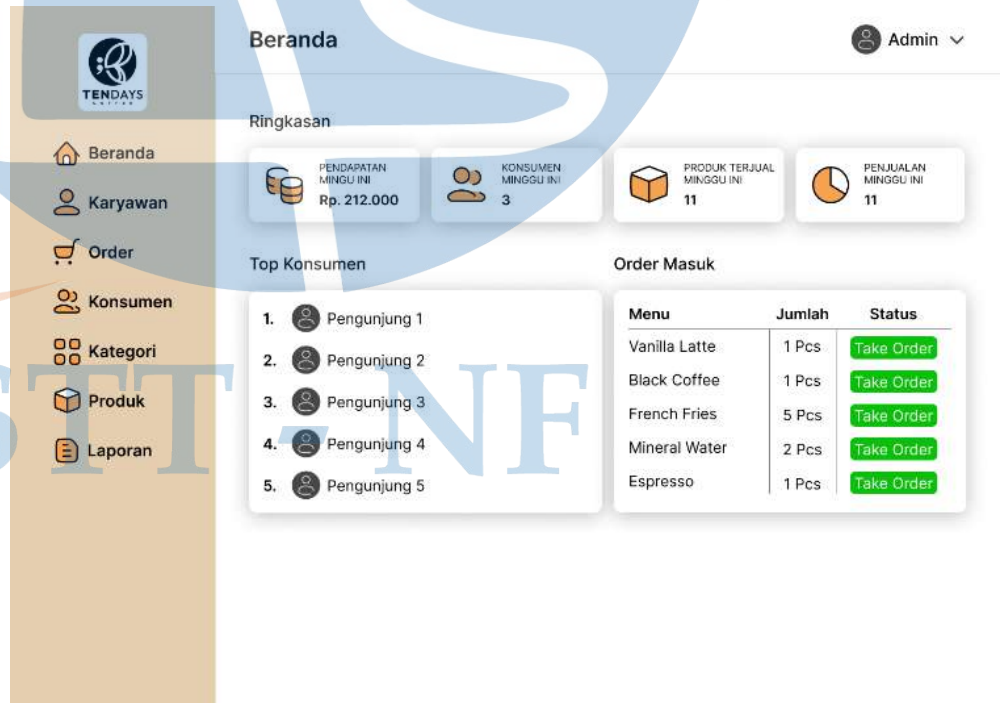 TENDAYS
COFFEE
Beranda
Karyawan
Order
Konsumen
Kategori
Produk
Laporan
Beranda
Admin
Ringkasan
PENDAPATAN
MINGU INI
Rp. 212.000
KONSUMEN
MINGGU INI
3
PRODUK TERJUAL
MINGGU INI
11
PENJUALAN
MINGGU INI
11
Top Konsumen
1. Pengunjung 1
2. Pengunjung 2
3. Pengunjung 3
4. Pengunjung 4
5. Pengunjung 5
Order Masuk
Menu Jumlah Status
Vanilla Latte 1 Pcs Take Order
Black Coffee 1 Pcs Take Order
French Fries 5 Pcs Take Order
Mineral Water 2 Pcs Take Order
Espresso 1 Pcs Take Order
STT - NF